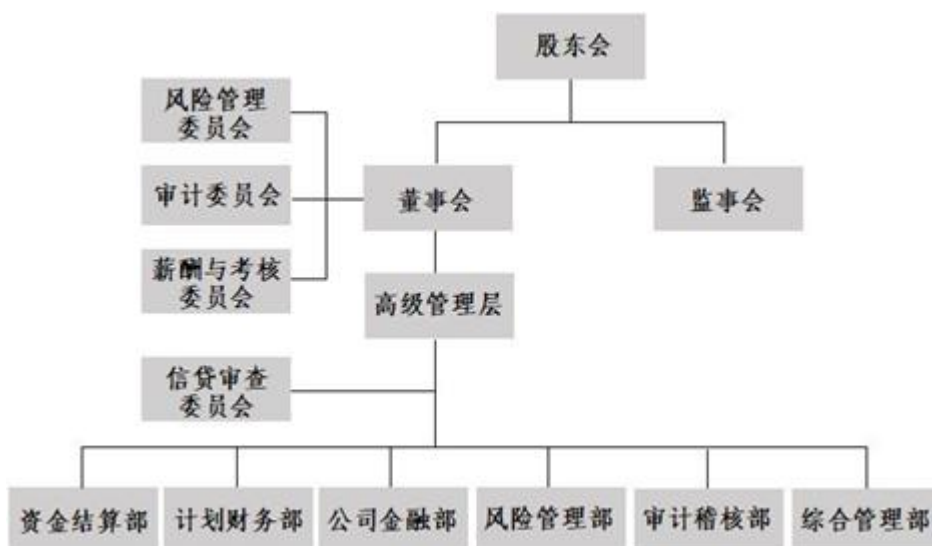 股东会
风险管理
委员会
审计委员会
董事会
监事会
薪酬与考核
委员会
高级管理层
信贷审查
委员会
资金结算部
计划财务部
公司金融部
风险管理部
审计稽核部
综合管理部